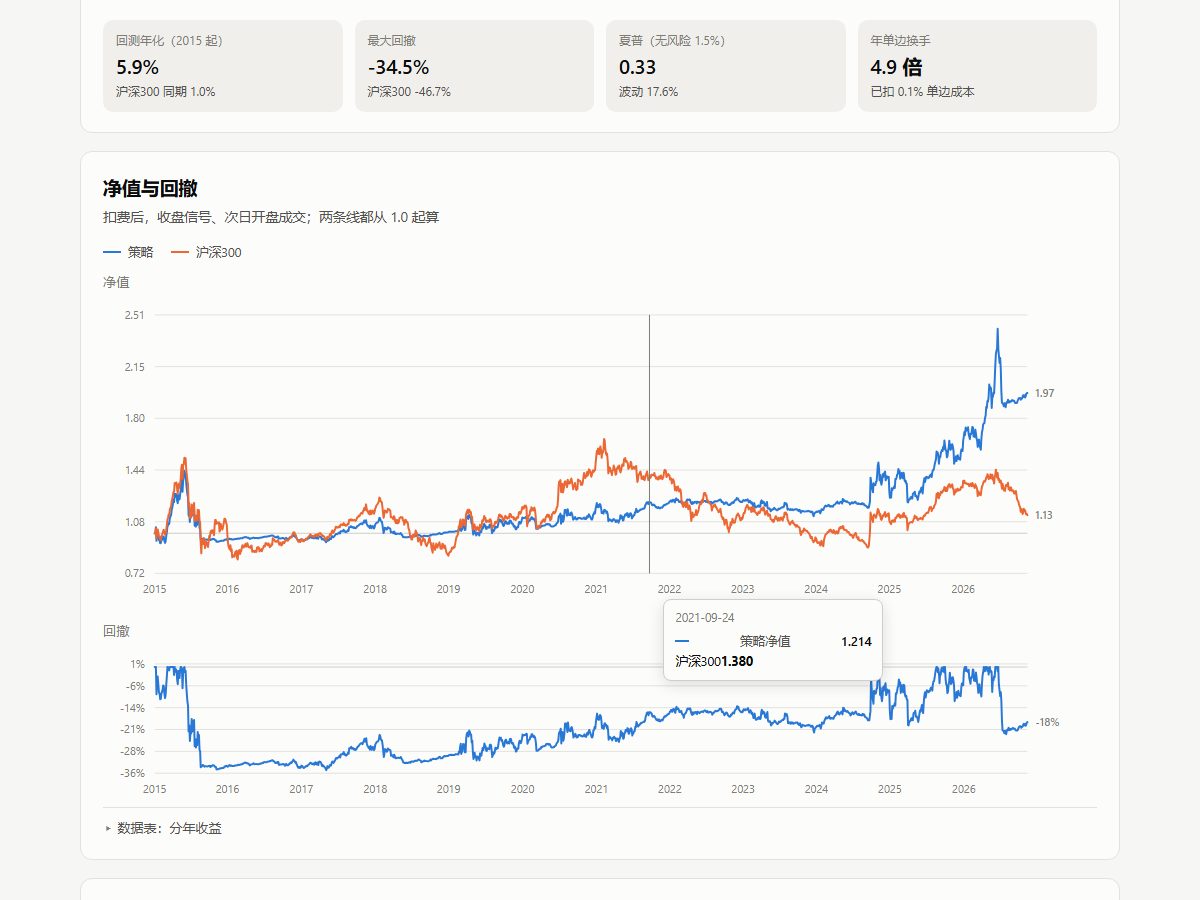 回测年化（2015 起）
5.9%
沪深300 同期 1.0%
最大回撤
-34.5%
沪深300 -46.7%
夏普（无风险 1.5%）
0.33
波动 17.6%
年单边换手
4.9 倍
已扣 0.1% 单边成本
净值与回撤
扣费后，收盘信号、次日开盘成交；两条线都从 1.0 起算
策略 沪深300
净值
2.51
2.15
1.80
1.44
1.08
0.72
1.97
1.13
2015 2016 2017 2018 2019 2020 2021 2022 2023 2024 2025 2026
2021-09-24
策略净值 1.214
沪深3001.380
回撤
1%
-6%
-14%
-21%
-28%
-36%
-18%
2015 2016 2017 2018 2019 2020 2021 2022 2023 2024 2025 2026
数据表：分年收益